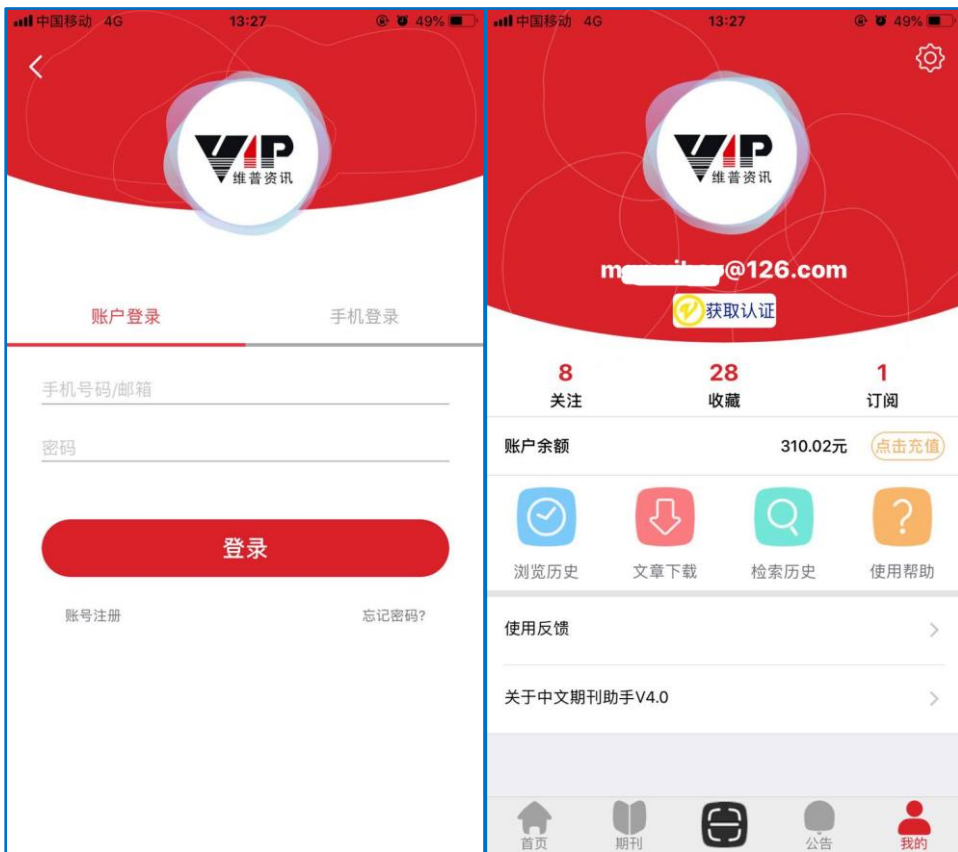 中国移动 4G 13:27 49%
VIP
维普资讯
账户登录 手机登录
手机号码/邮箱
密码
登录
账号注册 忘记密码?
中国移动 4G 13:27 49%
VIP
维普资讯
@126.com
获取认证
8 28 1
关注 收藏 订阅
账户余额 310.02元 点击充值
浏览历史 文章下载 检索历史 使用帮助
使用反馈
关于中文期刊助手V4.0
首页 期刊 公告 我的